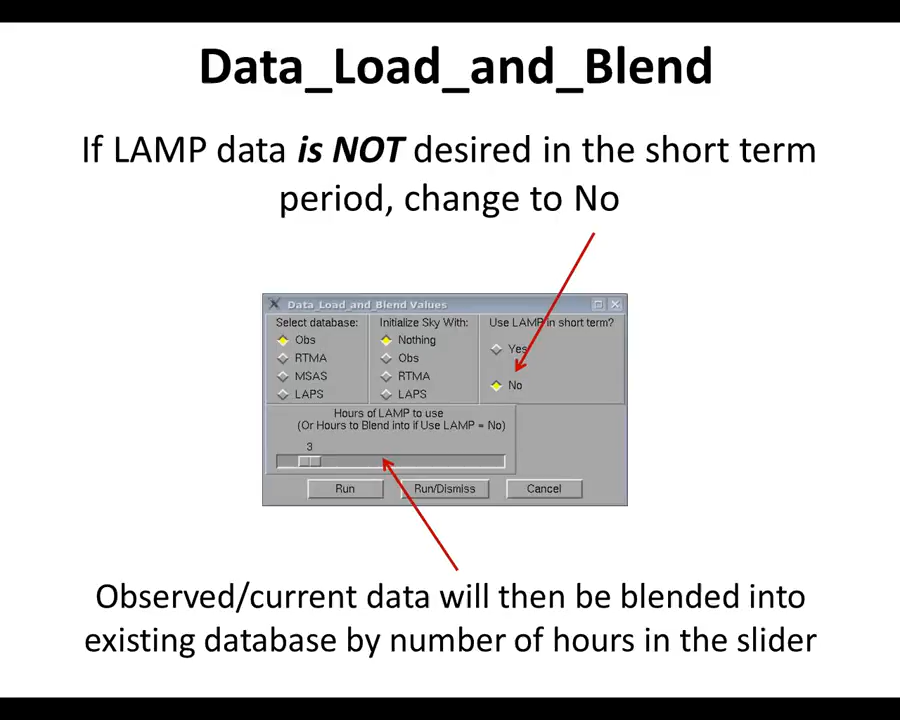 Data_Load_and_Blend
If LAMP data is NOT desired in the short term
period, change to No
Data_Load_and_Blend Values
Select database:
Obs
RTMA
MSAS
LAPS
Initialize Sky With:
Nothing
Obs
RTMA
LAPS
Use LAMP in short term?
Yes
No
Hours of LAMP to use
(Or Hours to Blend into if Use LAMP = No)
3
Run
Run/Dismiss
Cancel
Observed/current data will then be blended into
existing database by number of hours in the slider